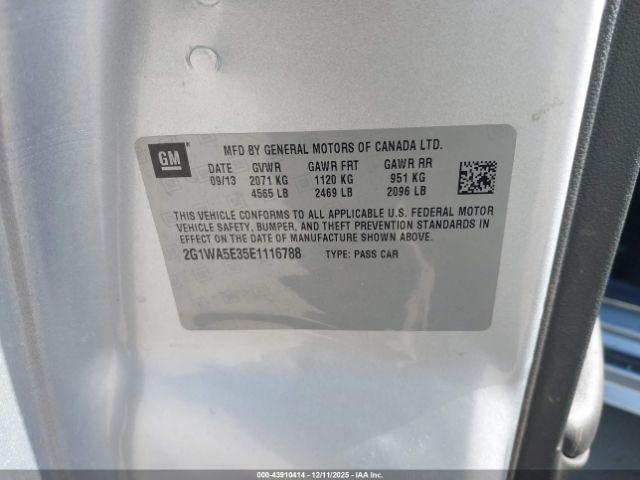 GM
MFD BY GENERAL MOTORS OF CANADA LTD.
DATE GVWR GAWR FRT GAWR RR
09/13 2071 KG 1120 KG 951 KG
4565 LB 2469 LB 2096 LB
THIS VEHICLE CONFORMS TO ALL APPLICABLE U.S. FEDERAL MOTOR
VEHICLE SAFETY, BUMPER, AND THEFT PREVENTION STANDARDS IN
EFFECT ON THE DATE OF MANUFACTURE SHOWN ABOVE.
2G1WA5E35E1116788 TYPE: PASS CAR
000-43910414 - 12/11/2025 - IAA Inc.